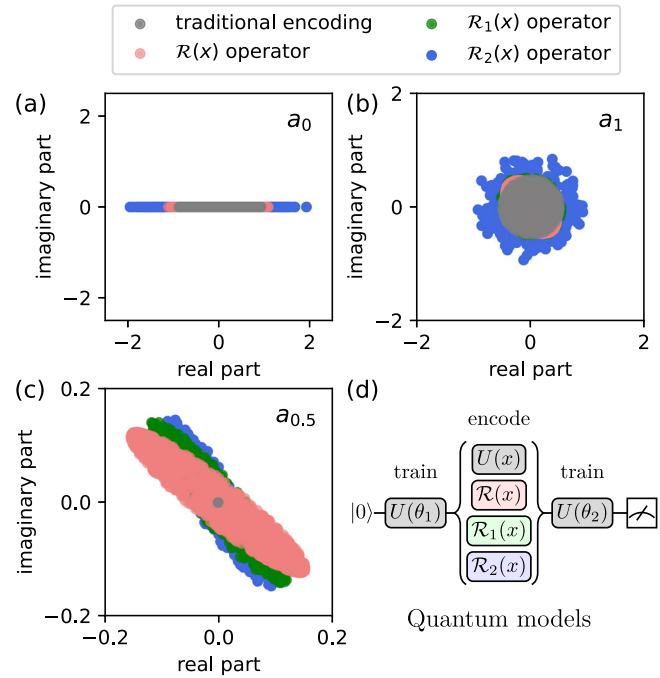 traditional encoding
R(x) operator
R₁(x) operator
R₂(x) operator
(a)
a₀
imaginary part
2
0
−2
−2
0
2
real part
(b)
a₁
imaginary part
2
0
−2
−2
0
2
real part
(c)
a₀.₅
imaginary part
0.2
0.0
−0.2
−0.2
0.0
0.2
real part
(d)
encode
train
train
|0⟩
U(θ₁)
U(x)
R(x)
R₁(x)
R₂(x)
U(θ₂)
Quantum models